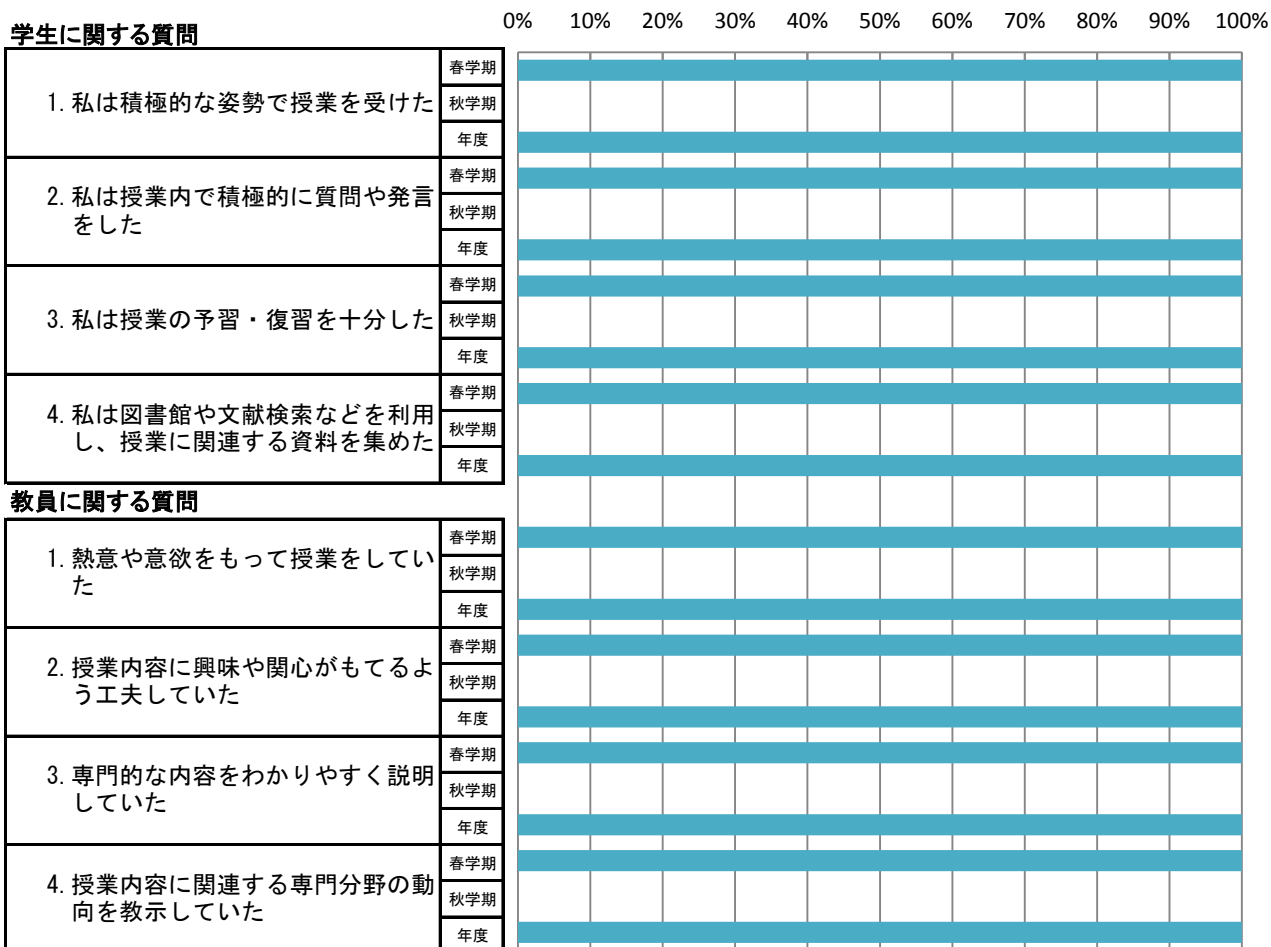 0% 10% 20% 30% 40% 50% 60% 70% 80% 90% 100%
学生に関する質問
1. 私は積極的な姿勢で授業を受けた
春学期
秋学期
年度
2. 私は授業内で積極的に質問や発言
をした
春学期
秋学期
年度
3. 私は授業の予習・復習を十分した
春学期
秋学期
年度
4. 私は図書館や文献検索などを利用
し、授業に関連する資料を集めた
春学期
秋学期
年度
教員に関する質問
1. 熱意や意欲をもって授業をしてい
た
春学期
秋学期
年度
2. 授業内容に興味や関心がもてるよ
う工夫していた
春学期
秋学期
年度
3. 専門的な内容をわかりやすく説明
していた
春学期
秋学期
年度
4. 授業内容に関連する専門分野の動
向を教示していた
春学期
秋学期
年度